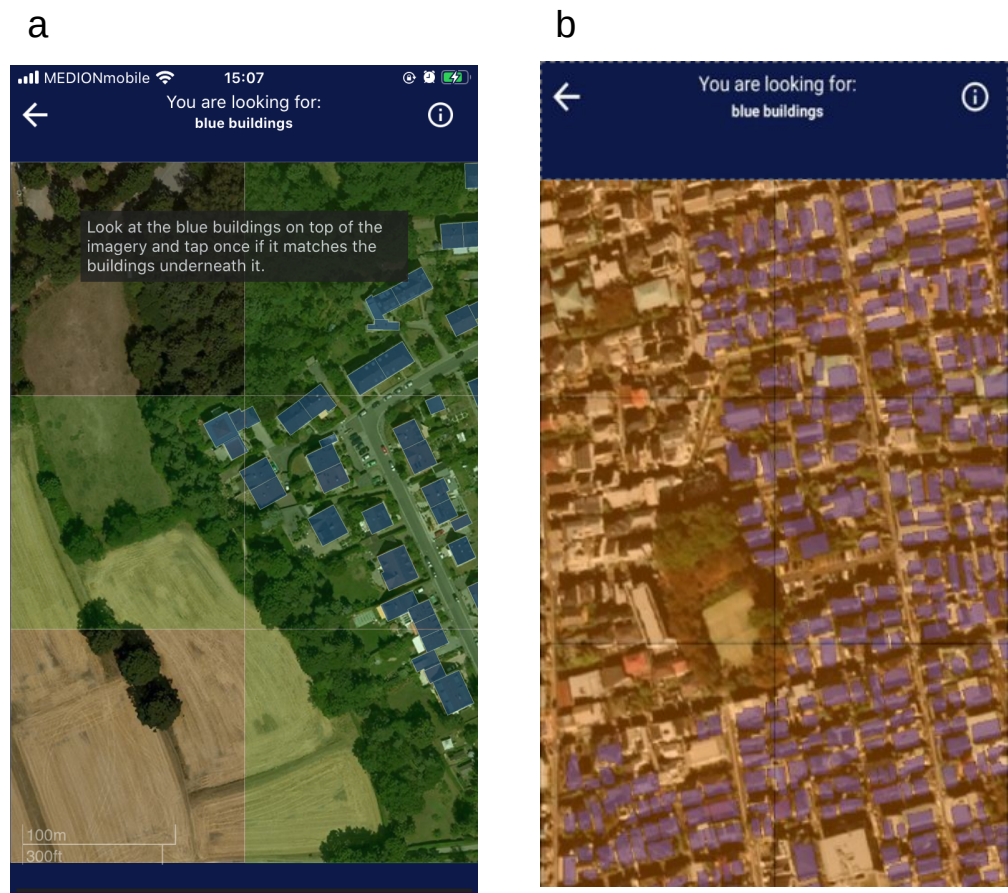 a
b
MEDIONmobile 15:07
You are looking for:
blue buildings
Look at the blue buildings on top of the
imagery and tap once if it matches the
buildings underneath it.
100m
300ft
You are looking for:
blue buildings